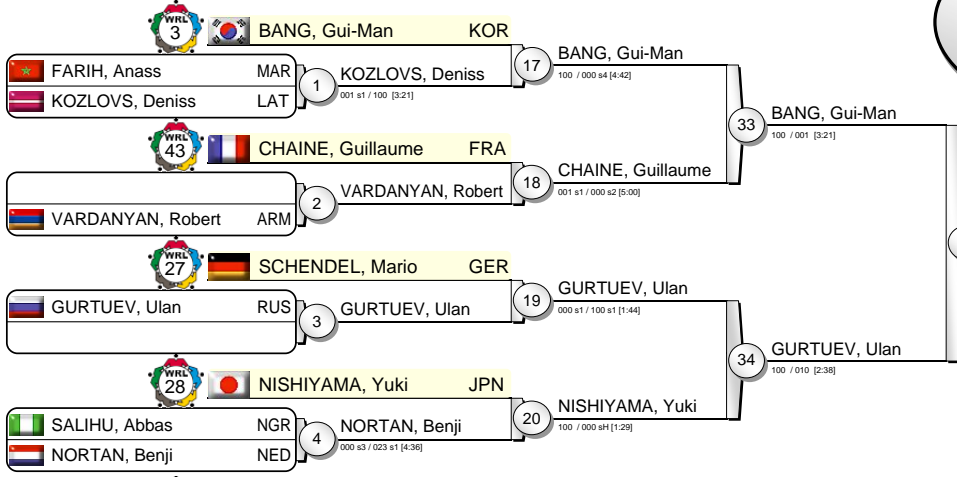 WRL
3
BANG, Gui-Man KOR
FARIH, Anass MAR
KOZLOVS, Deniss LAT
1
KOZLOVS, Deniss
001 s1 / 100 [3:21]
17
BANG, Gui-Man
100 / 000 s4 [4:42]
WRL
43
CHAINE, Guillaume FRA
VARDANYAN, Robert ARM
2
VARDANYAN, Robert
18
CHAINE, Guillaume
001 s1 / 000 s2 [5:00]
33
BANG, Gui-Man
100 / 001 [3:21]
WRL
27
SCHENDEL, Mario GER
GURTUEV, Ulan RUS
3
GURTUEV, Ulan
19
GURTUEV, Ulan
000 s1 / 100 s1 [1:44]
WRL
28
NISHIYAMA, Yuki JPN
SALIHU, Abbas NGR
NORTAN, Benji NED
4
NORTAN, Benji
000 s3 / 023 s1 [4:36]
20
NISHIYAMA, Yuki
100 / 000 sH [1:29]
34
GURTUEV, Ulan
100 / 010 [2:38]